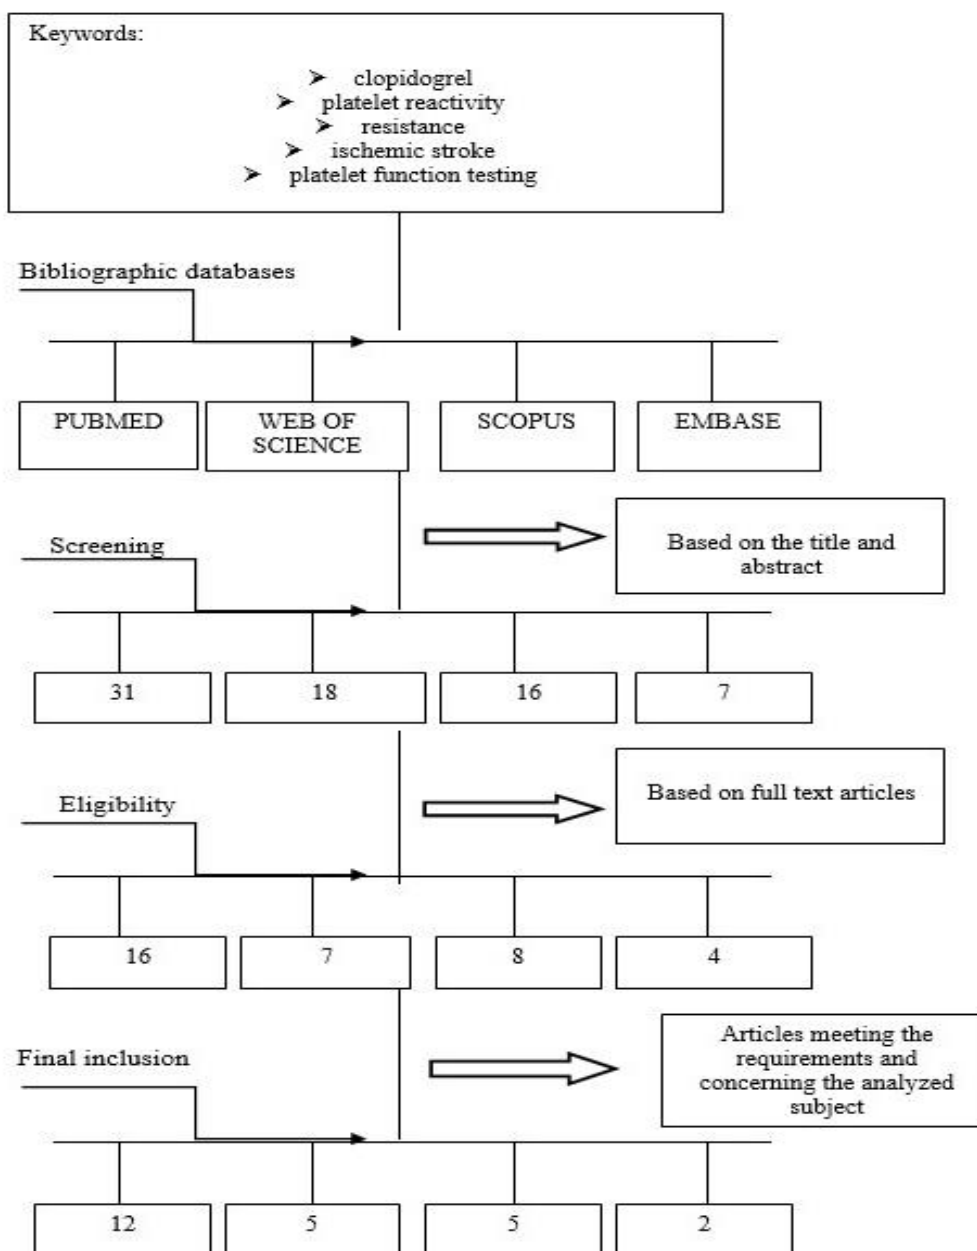 Keywords:
➢ clopidogrel
➢ platelet reactivity
➢ resistance
➢ ischemic stroke
➢ platelet function testing
Bibliographic databases
PUBMED
WEB OF
SCIENCE
SCOPUS
EMBASE
Based on the title and
abstract
Screening
31
18
16
7
Based on full text articles
Eligibility
16
7
8
4
Articles meeting the
requirements and
concerning the analyzed
subject
Final inclusion
12
5
5
2